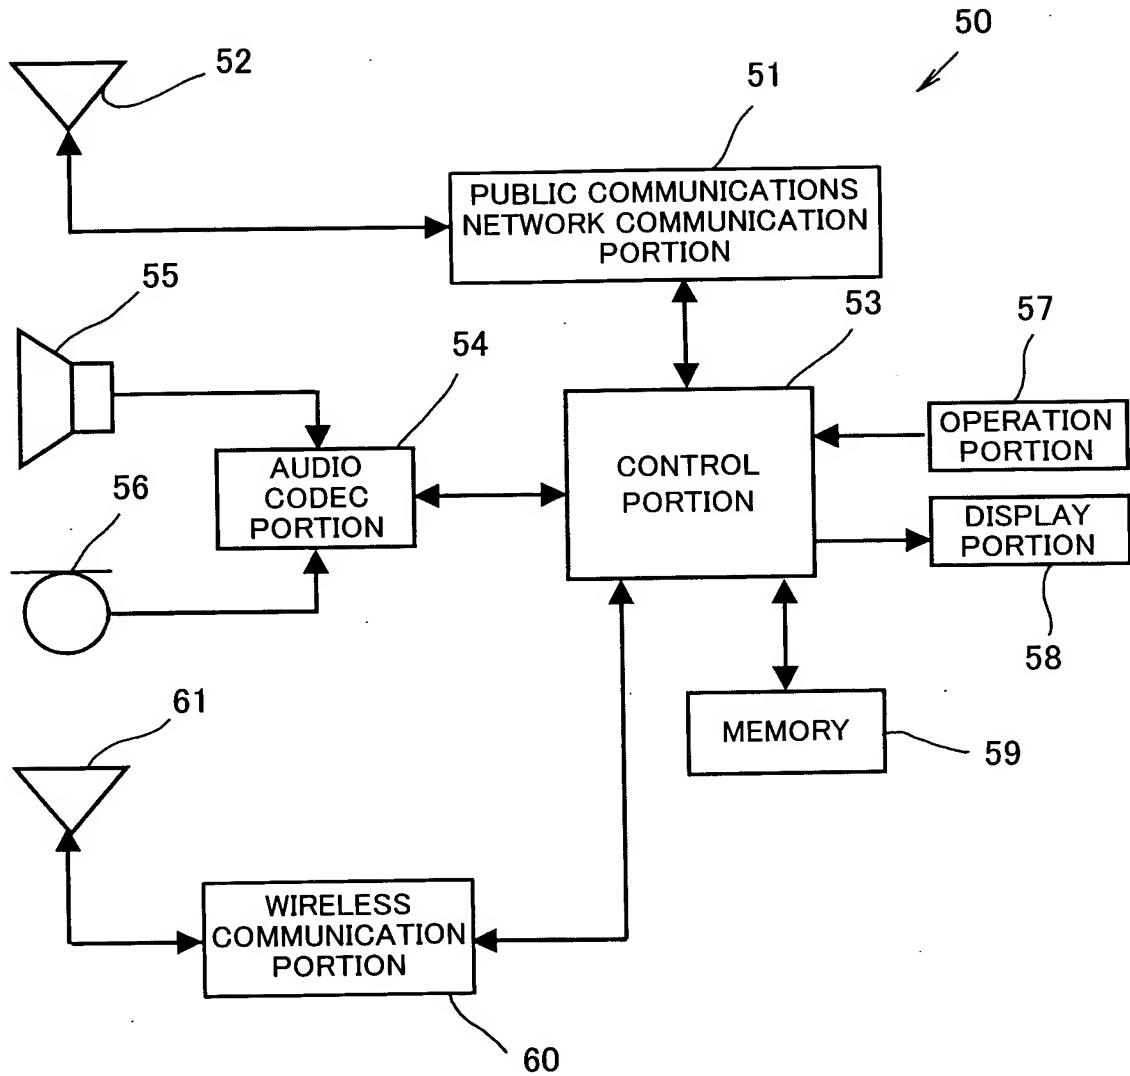 50
52
51
PUBLIC COMMUNICATIONS
NETWORK COMMUNICATION
PORTION
55
53
57
54
OPERATION
PORTION
AUDIO
CODEC
PORTION
CONTROL
PORTION
56
DISPLAY
PORTION
58
61
MEMORY
59
WIRELESS
COMMUNICATION
PORTION
60